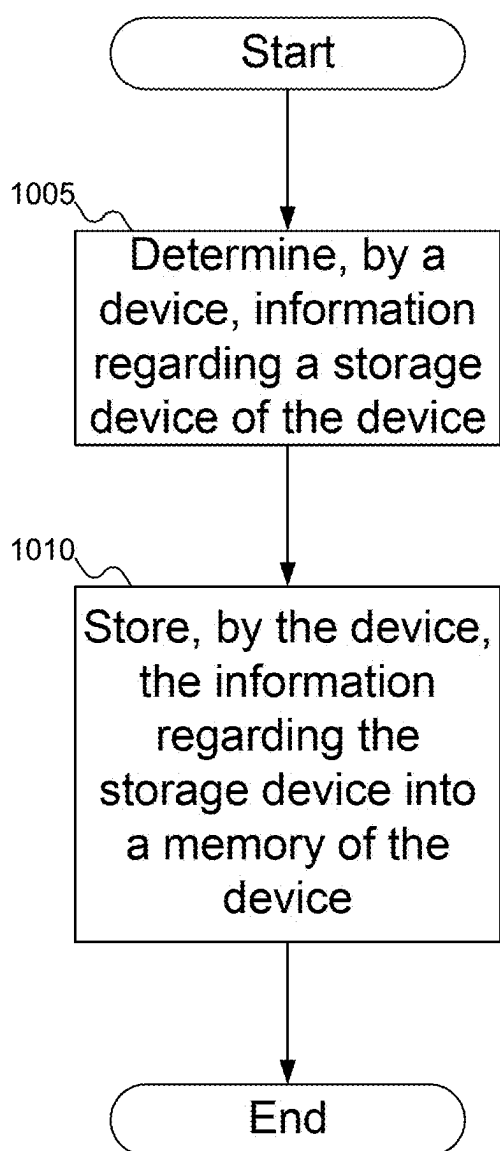 Start
1005
Determine, by a
device, information
regarding a storage
device of the device
1010
Store, by the device,
the information
regarding the
storage device into
a memory of the
device
End